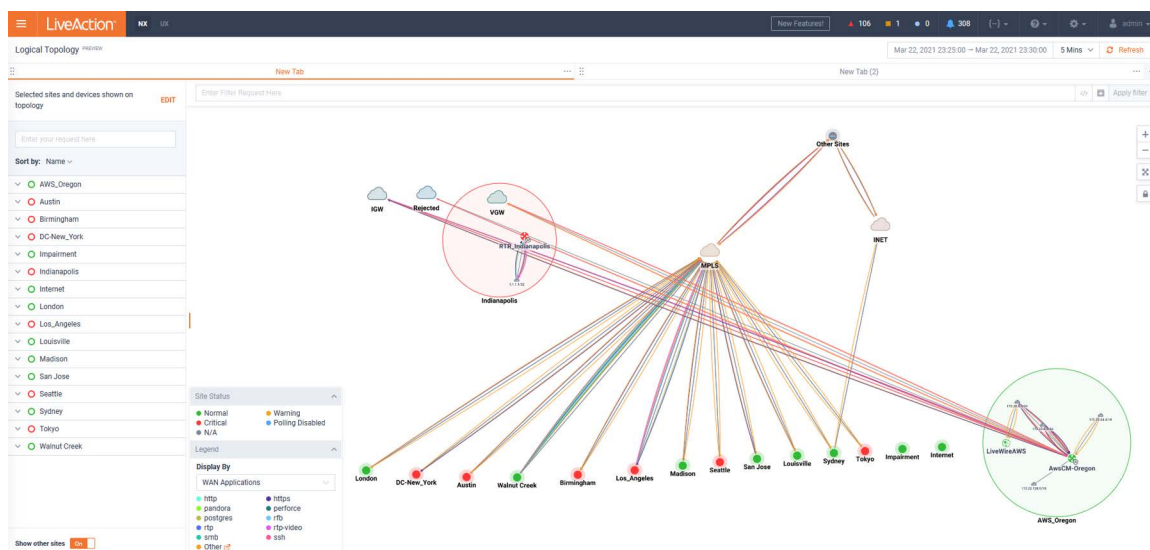 LiveAction NX UX New Features! 106 1 0 308 {--} admin
Logical Topology PREVIEW Mar 22, 2021 23:25:00 → Mar 22, 2021 23:30:00 5 Mins Refresh
New Tab ... New Tab (2) ...
Selected sites and devices shown on
topology
EDIT
Enter Filter Request Here
Apply filter
Enter your request here
Sort by: Name
AWS_Oregon
Austin
Birmingham
DC-New_York
Impairment
Indianapolis
Internet
London
Los_Angeles
Louisville
Madison
San Jose
Seattle
Sydney
Tokyo
Walnut Creek
Show other sites On
Other Sites
IGW
Rejected
VGW
INET
RTR_Indianapolis
MPLS
Indianapolis
Site Status
Normal Warning
Critical Polling Disabled
N/A
Legend
Display By
WAN Applications
http https
pandora perforce
postgres rfb
rtp rtp-video
smb ssh
Other
London
DC-New_York
Austin
Walnut Creek
Birmingham
Los_Angeles
Madison
Seattle
San Jose
Louisville
Sydney
Tokyo
Impairment
Internet
LiveWireAWS
AwsCM-Oregon
AWS_Oregon